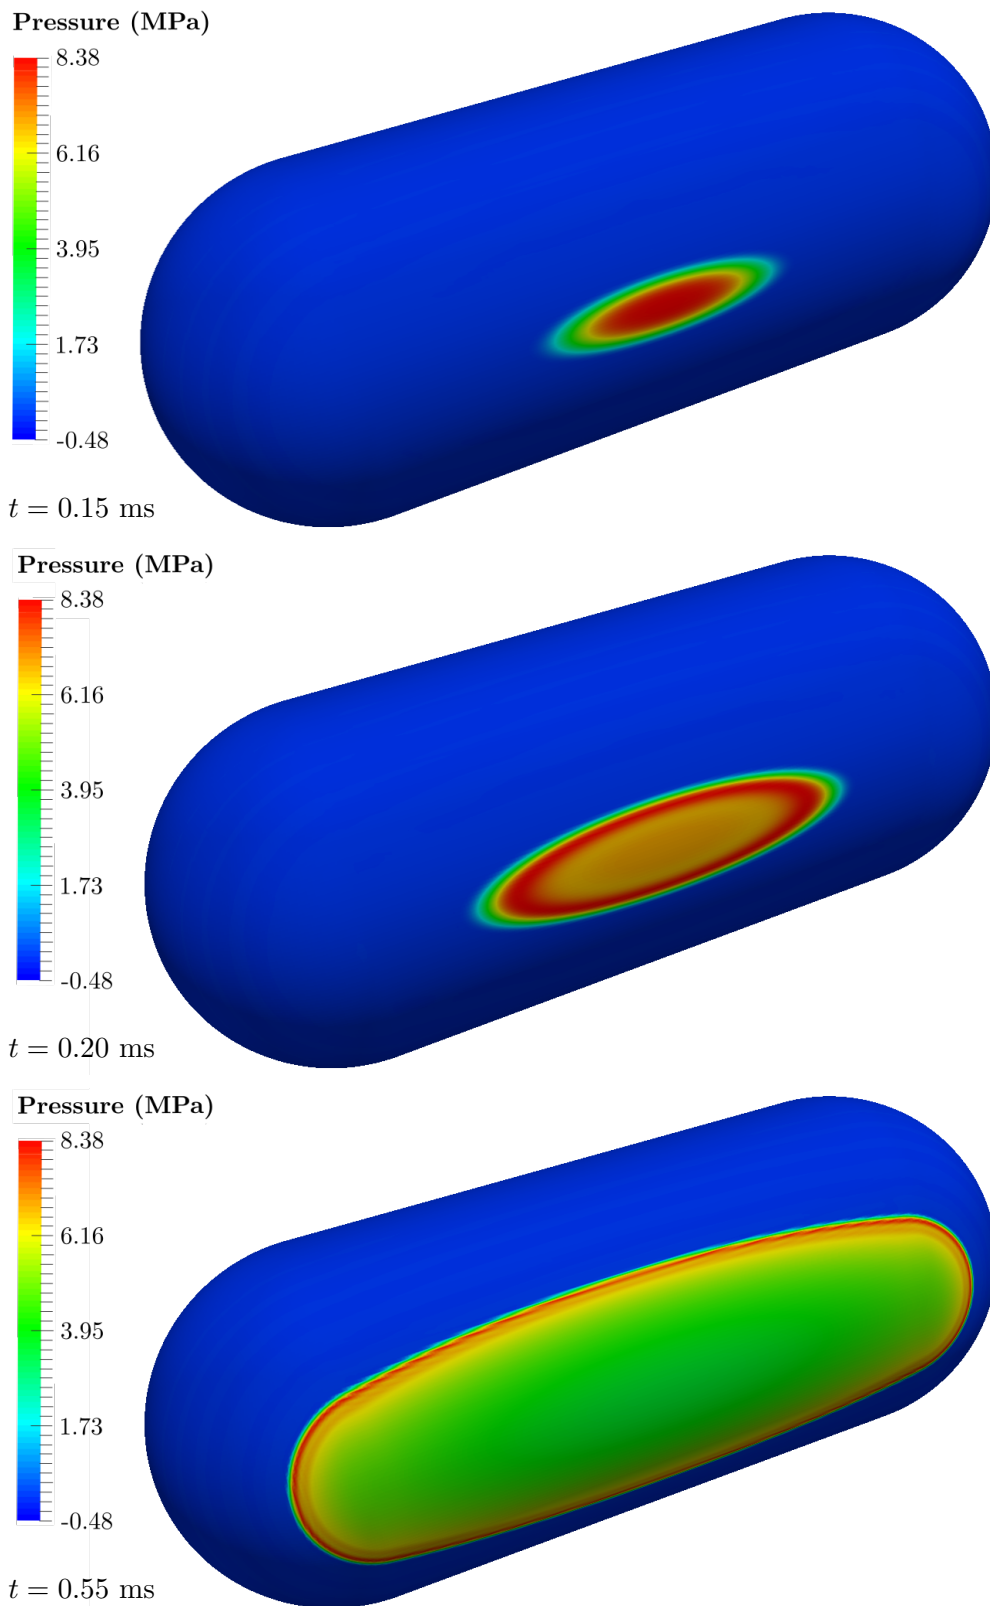 Pressure (MPa)
8.38
6.16
3.95
1.73
-0.48
t = 0.15 ms
Pressure (MPa)
8.38
6.16
3.95
1.73
-0.48
t = 0.20 ms
Pressure (MPa)
8.38
6.16
3.95
1.73
-0.48
t = 0.55 ms